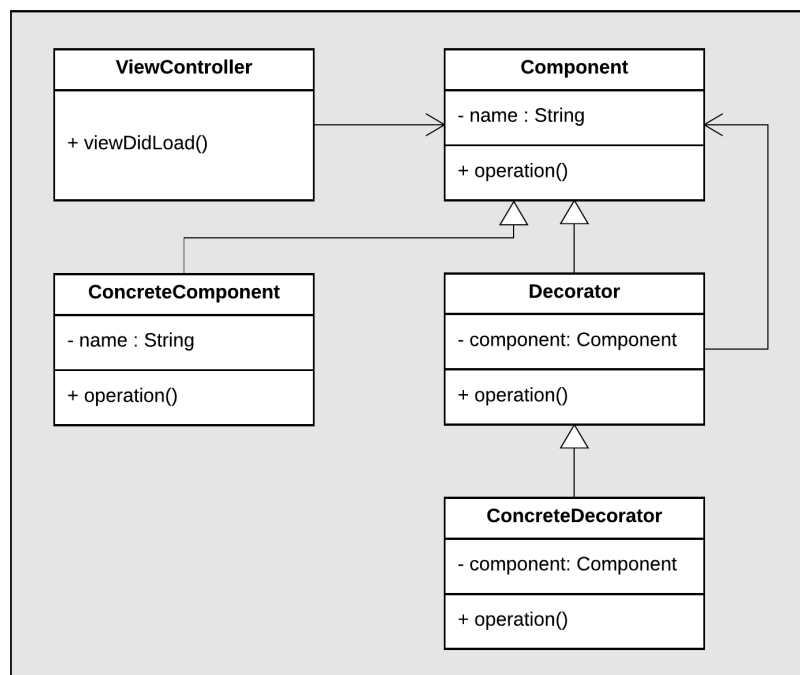 ViewController
+ viewDidLoad()
Component
- name : String
+ operation()
ConcreteComponent
- name : String
+ operation()
Decorator
- component: Component
+ operation()
ConcreteDecorator
- component: Component
+ operation()